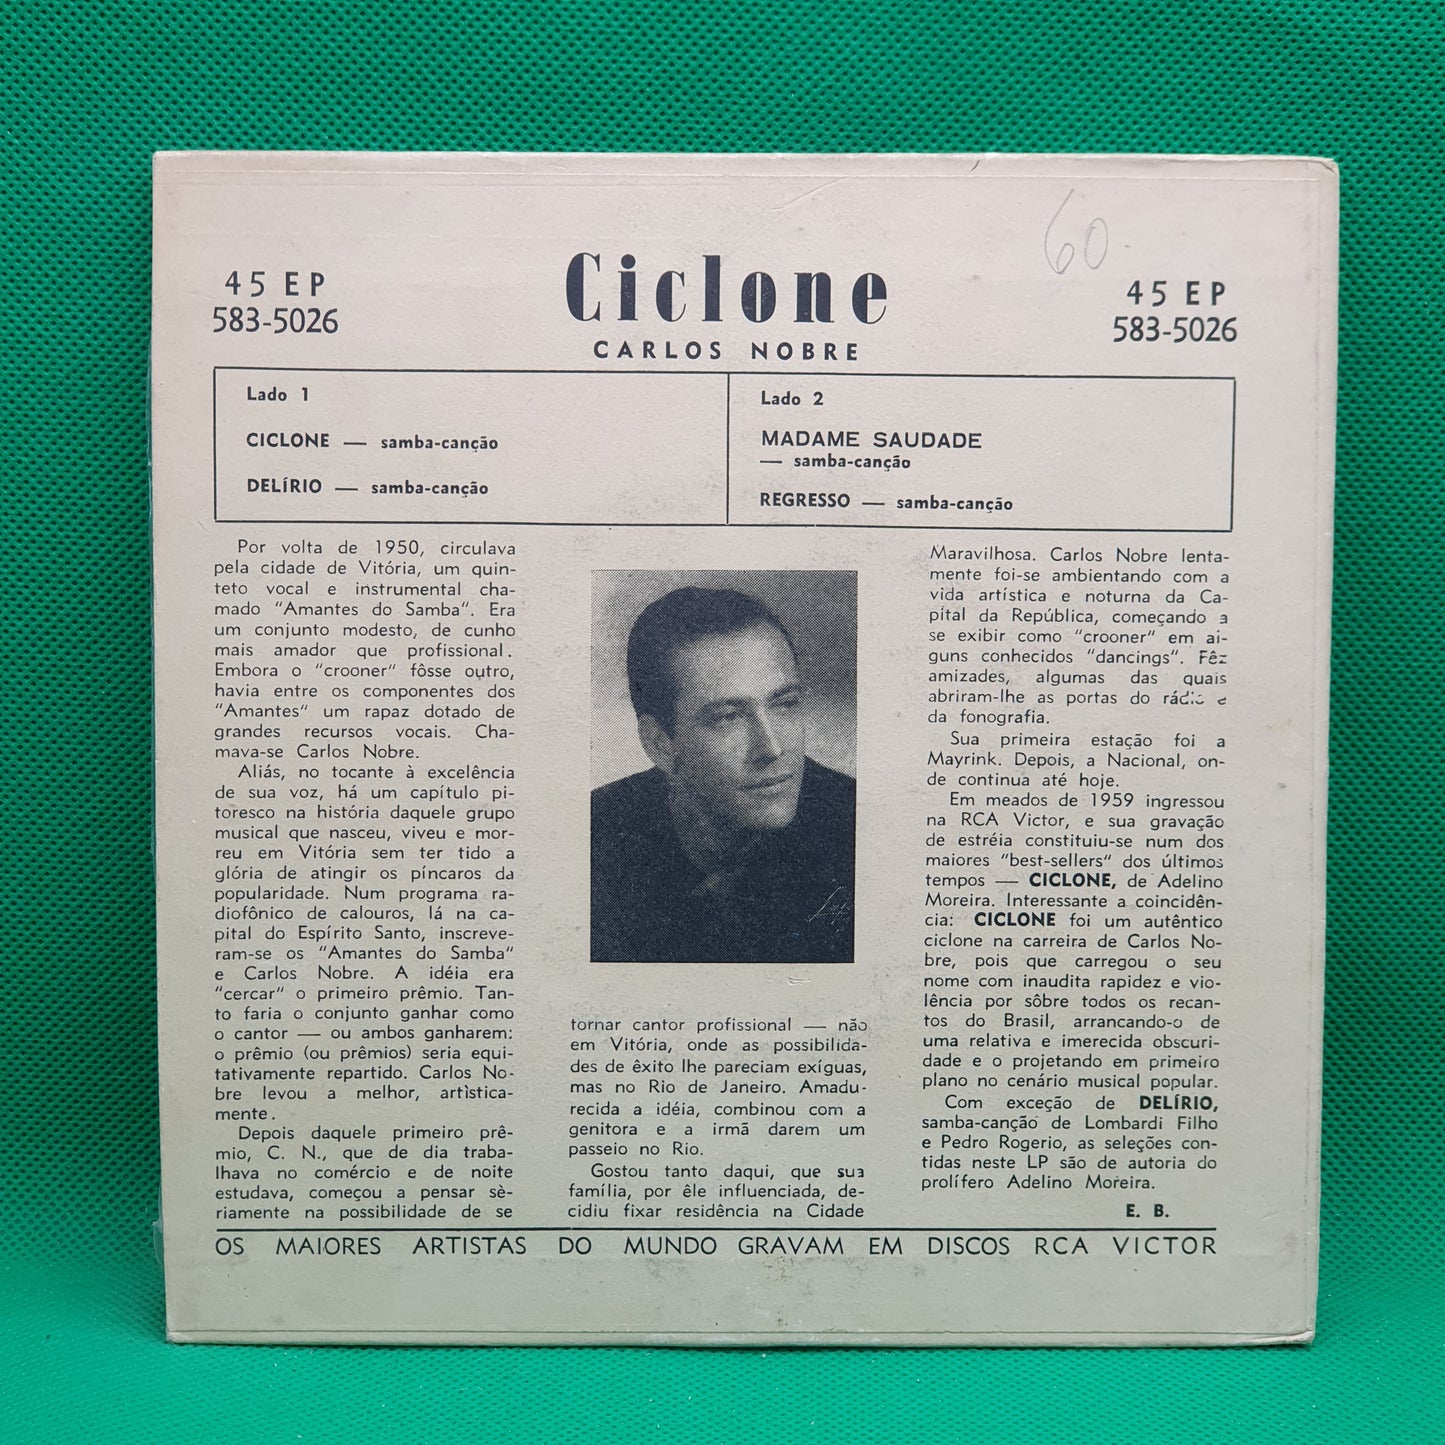 60.
45 EP
583-5026
Ciclone
CARLOS NOBRE
45 EP
583-5026
Lado 1
CICLONE — samba-canção
DELÍRIO — samba-canção
Lado 2
MADAME SAUDADE
— samba-canção
REGRESSO — samba-canção
Por volta de 1950, circulava
pela cidade de Vitória, um quin-
teto vocal e instrumental cha-
mado "Amantes do Samba". Era
um conjunto modesto, de cunho
mais amador que profissional.
Embora o "crooner" fôsse outro,
havia entre os componentes dos
"Amantes" um rapaz dotado de
grandes recursos vocais. Cha-
mava-se Carlos Nobre.
Aliás, no tocante à excelência
de sua voz, há um capítulo pi-
toresco na história daquele grupo
musical que nasceu, viveu e mor-
reu em Vitória sem ter tido a
glória de atingir os píncaros da
popularidade. Num programa ra-
diofônico de calouros, lá na ca-
pital do Espírito Santo, inscreve-
ram-se os "Amantes do Samba"
e Carlos Nobre. A idéia era
"cercar" o primeiro prêmio. Tan-
to faria o conjunto ganhar como
o cantor — ou ambos ganharem:
o prêmio (ou prêmios) seria equi-
tativamente repartido. Carlos No-
bre levou a melhor, artìstica-
mente.
Depois daquele primeiro prê-
mio, C. N., que de dia traba-
lhava no comércio e de noite
estudava, começou a pensar sè-
riamente na possibilidade de se
tornar cantor profissional — não
em Vitória, onde as possibilida-
des de êxito lhe pareciam exíguas,
mas no Rio de Janeiro. Amadu-
recida a idéia, combinou com a
genitora e a irmã darem um
passeio no Rio.
Gostou tanto daqui, que sua
família, por êle influenciada, de-
cidiu fixar residência na Cidade
Maravilhosa. Carlos Nobre lenta-
mente foi-se ambientando com a
vida artística e noturna da Ca-
pital da República, começando a
se exibir como "crooner" em al-
guns conhecidos "dancings". Fêz
amizades, algumas das quais
abriram-lhe as portas do rádio e
da fonografia.
Sua primeira estação foi a
Mayrink. Depois, a Nacional, on-
de continua até hoje.
Em meados de 1959 ingressou
na RCA Victor, e sua gravação
de estréia constituiu-se num dos
maiores "best-sellers" dos últimos
tempos — CICLONE, de Adelino
Moreira. Interessante a coincidên-
cia: CICLONE foi um autêntico
ciclone na carreira de Carlos No-
bre, pois que carregou o seu
nome com inaudita rapidez e vio-
lência por sôbre todos os recan-
tos do Brasil, arrancando-o de
uma relativa e imerecida obscuri-
dade e o projetando em primeiro
plano no cenário musical popular.
Com exceção de DELÍRIO,
samba-canção de Lombardi Filho
e Pedro Rogerio, as seleções con-
tidas neste LP são de autoria do
prolífero Adelino Moreira.
E. B.
OS MAIORES ARTISTAS DO MUNDO GRAVAM EM DISCOS RCA VICTOR